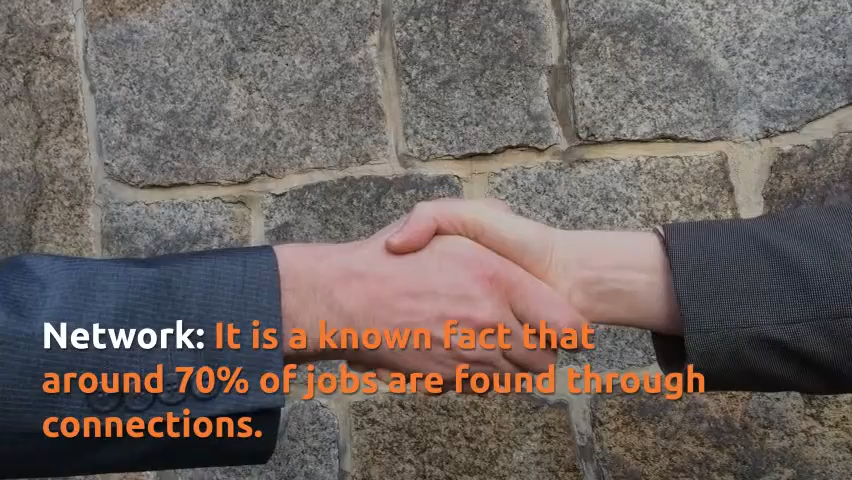 Network: It is a known fact that
around 70% of jobs are found through
connections.